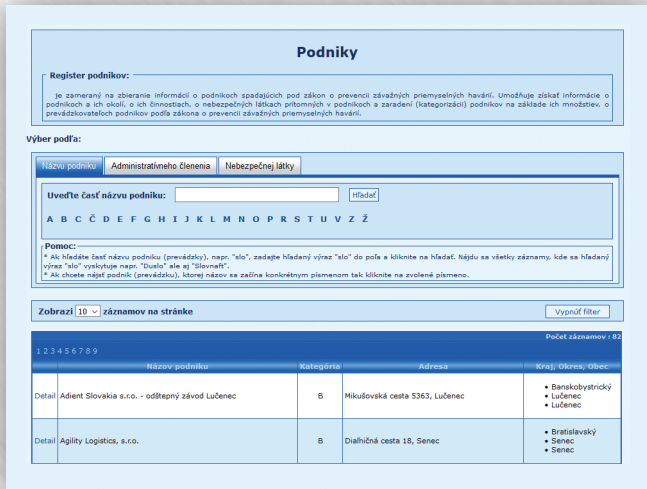 Podniky
Register podnikov:
je zameraný na zbieranie informácií o podnikoch spadajúcich pod zákon o prevencii závažných priemyselných havárií. Umožňuje získať informácie o
podnikoch a ich okolí, o ich činnostiach, o nebezpečných látkach prítomných v podnikoch a zaradení (kategorizácii) podnikov na základe ich množstiev, o
prevádzkovateľoch podnikov podľa zákona o prevencii závažných priemyselných havárií.
Výber podľa:
Názvu podniku Administratívneho členenia Nebezpečnej látky
Uveďte časť názvu podniku: Hľadať
A B C Č D E F G H I J K L M N O P R S T U V Z Ž
Pomoc:
* Ak hľadáte časť názvu podniku (prevádzky), napr. "slo", zadajte hľadaný výraz "slo" do poľa a kliknite na hľadať. Nájdu sa všetky záznamy, kde sa hľadaný
výraz "slo" vyskytuje napr. "Duslo" ale aj "Slovnaft".
* Ak chcete nájsť podnik (prevádzku), ktorej názov sa začína konkrétnym písmenom tak kliknite na zvolené písmeno.
Zobrazi 10 záznamov na stránke Vypnúť filter
Počet záznamov : 82
1 2 3 4 5 6 7 8 9
Názov podniku Kategória Adresa Kraj, Okres, Obec
Detail Adient Slovakia s.r.o. - odštepný závod Lučenec B Mikušovská cesta 5363, Lučenec
• Banskobystrický
• Lučenec
• Lučenec
Detail Agility Logistics, s.r.o. B Diaľničná cesta 18, Senec
• Bratislavský
• Senec
• Senec